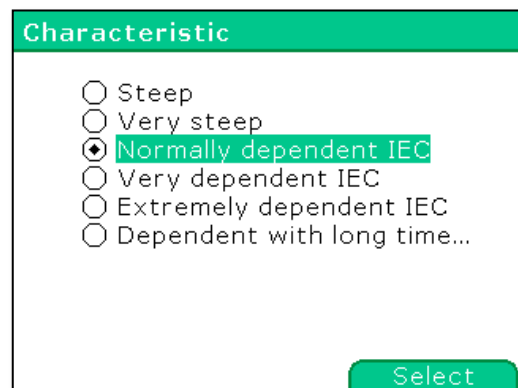 Characteristic
Steep
Very steep
Normally dependent IEC
Very dependent IEC
Extremely dependent IEC
Dependent with long time...
Select